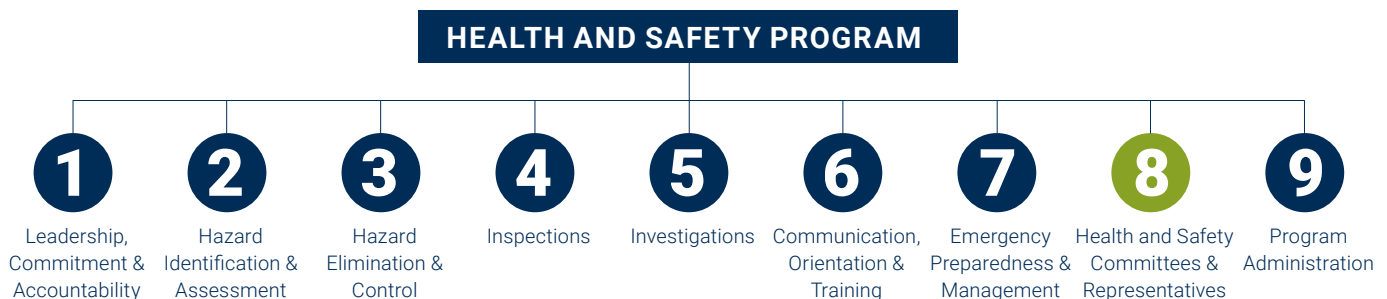 HEALTH AND SAFETY PROGRAM
1
Leadership,
Commitment &
Accountability
2
Hazard
Identification &
Assessment
3
Hazard
Elimination &
Control
4
Inspections
5
Investigations
6
Communication,
Orientation &
Training
7
Emergency
Preparedness &
Management
8
Health and Safety
Committees &
Representatives
9
Program
Administration